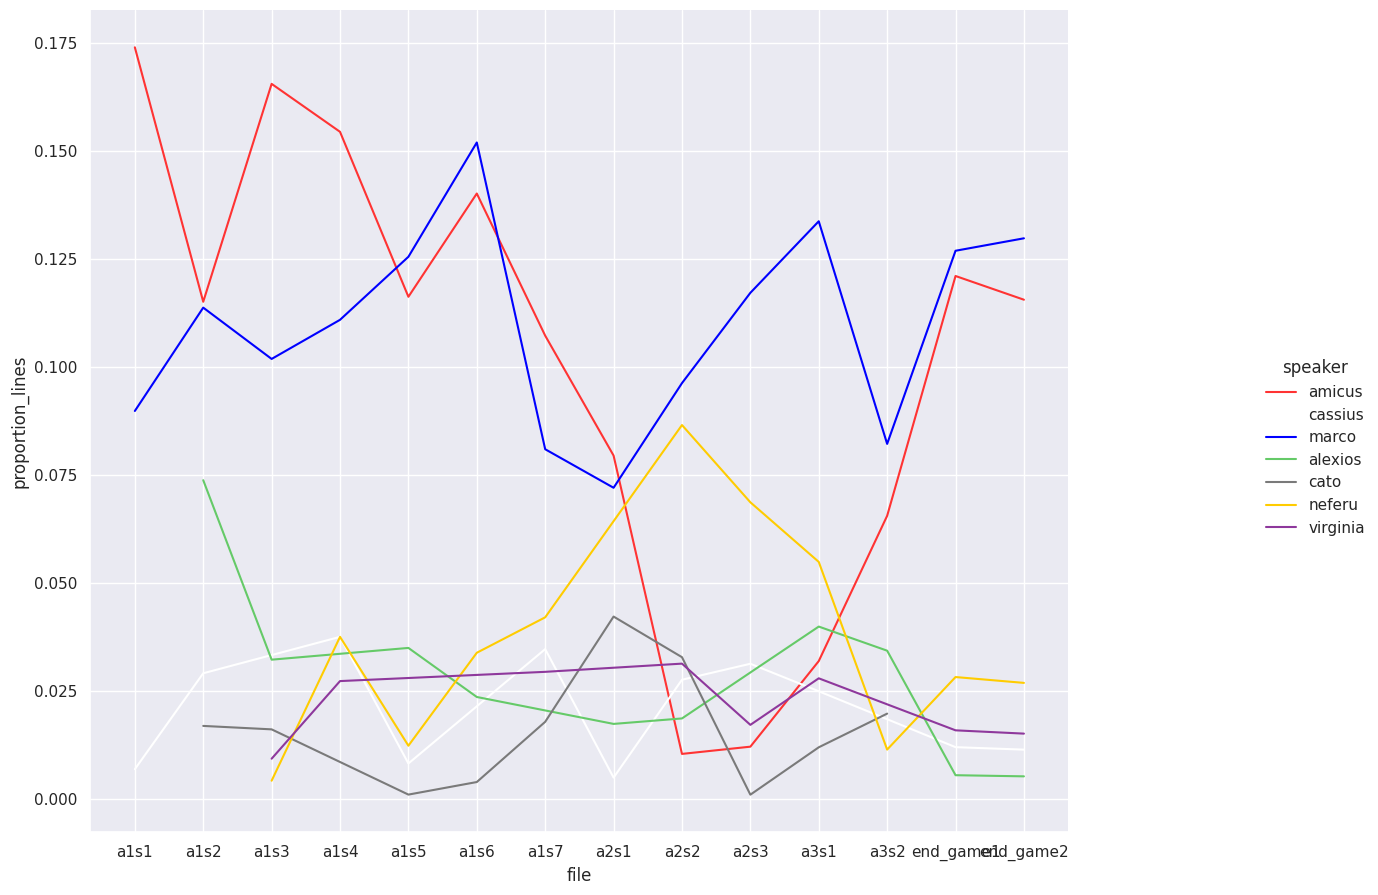 0.175
0.150
0.125
0.100
0.075
0.050
0.025
0.000
proportion_lines
a1s1 a1s2 a1s3 a1s4 a1s5 a1s6 a1s7 a2s1 a2s2 a2s3 a3s1 a3s2 end_game1 end_game2
file
speaker
amicus
cassius
marco
alexios
cato
neferu
virginia